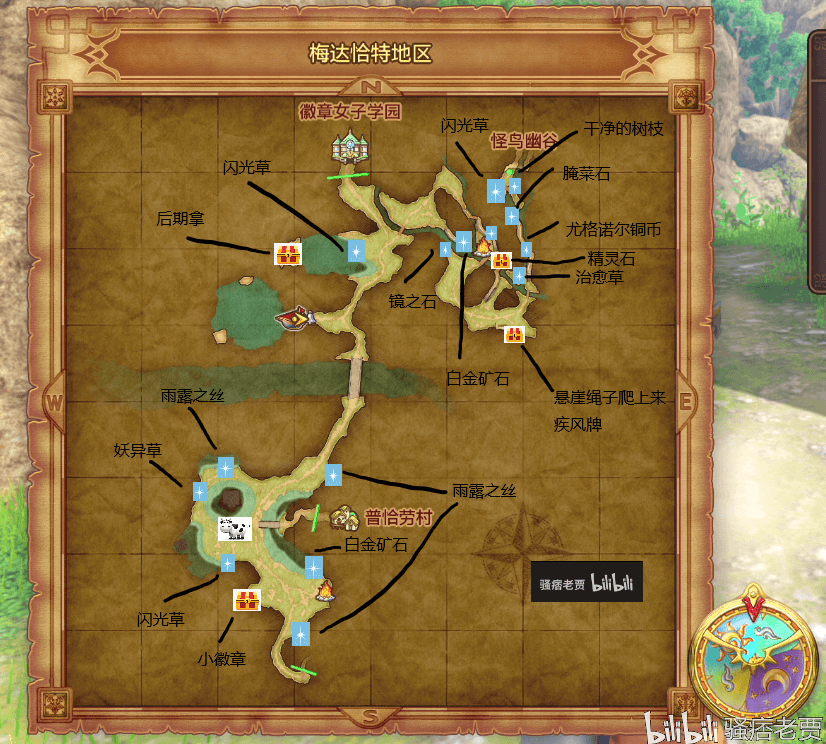 梅达恰特地区
N
徽章女子学园
闪光草
怪鸟幽谷
干净的树枝
闪光草
腌菜石
后期拿
尤格诺尔铜币
精灵石
治愈草
镜之石
白金矿石
W
E
悬崖绳子爬上来
疾风牌
雨露之丝
妖异草
雨露之丝
普恰劳村
白金矿石
骚痞老贾 bilibili
闪光草
小徽章
S
bilibili 骚痞老贾